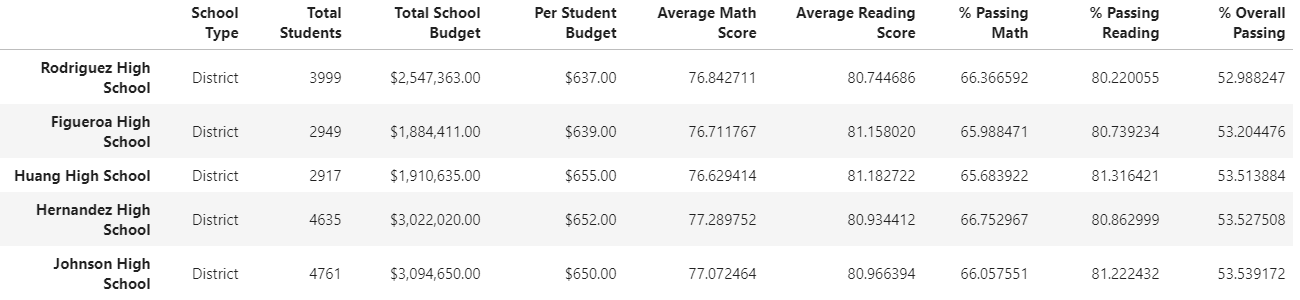 School Type Total Students Total School Budget Per Student Budget Average Math Score Average Reading Score % Passing Math % Passing Reading % Overall Passing
Rodriguez High School District 3999 $2,547,363.00 $637.00 76.842711 80.744686 66.366592 80.220055 52.988247
Figueroa High School District 2949 $1,884,411.00 $639.00 76.711767 81.158020 65.988471 80.739234 53.204476
Huang High School District 2917 $1,910,635.00 $655.00 76.629414 81.182722 65.683922 81.316421 53.513884
Hernandez High School District 4635 $3,022,020.00 $652.00 77.289752 80.934412 66.752967 80.862999 53.527508
Johnson High School District 4761 $3,094,650.00 $650.00 77.072464 80.966394 66.057551 81.222432 53.539172